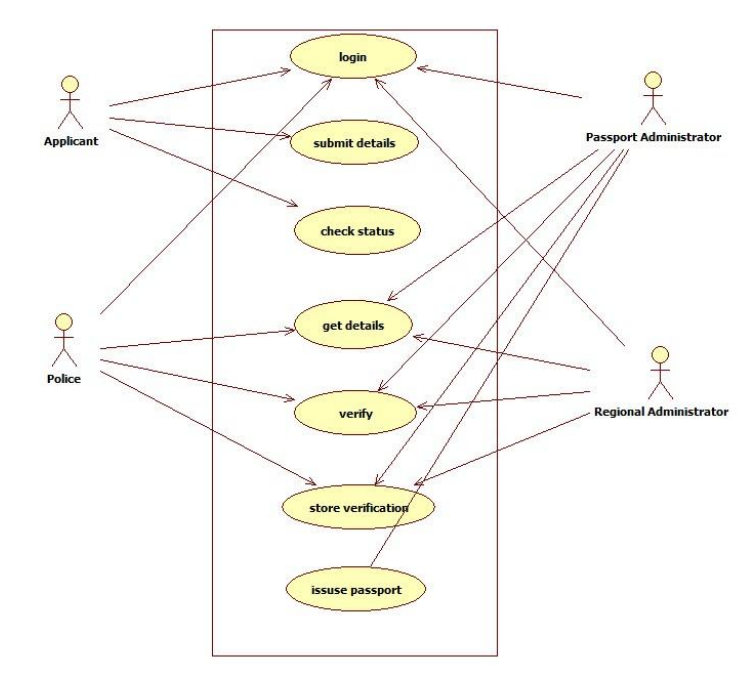 login
Applicant
submit details
Passport Administrator
check status
get details
Police
verify
Regional Administrator
store verification
issuse passport